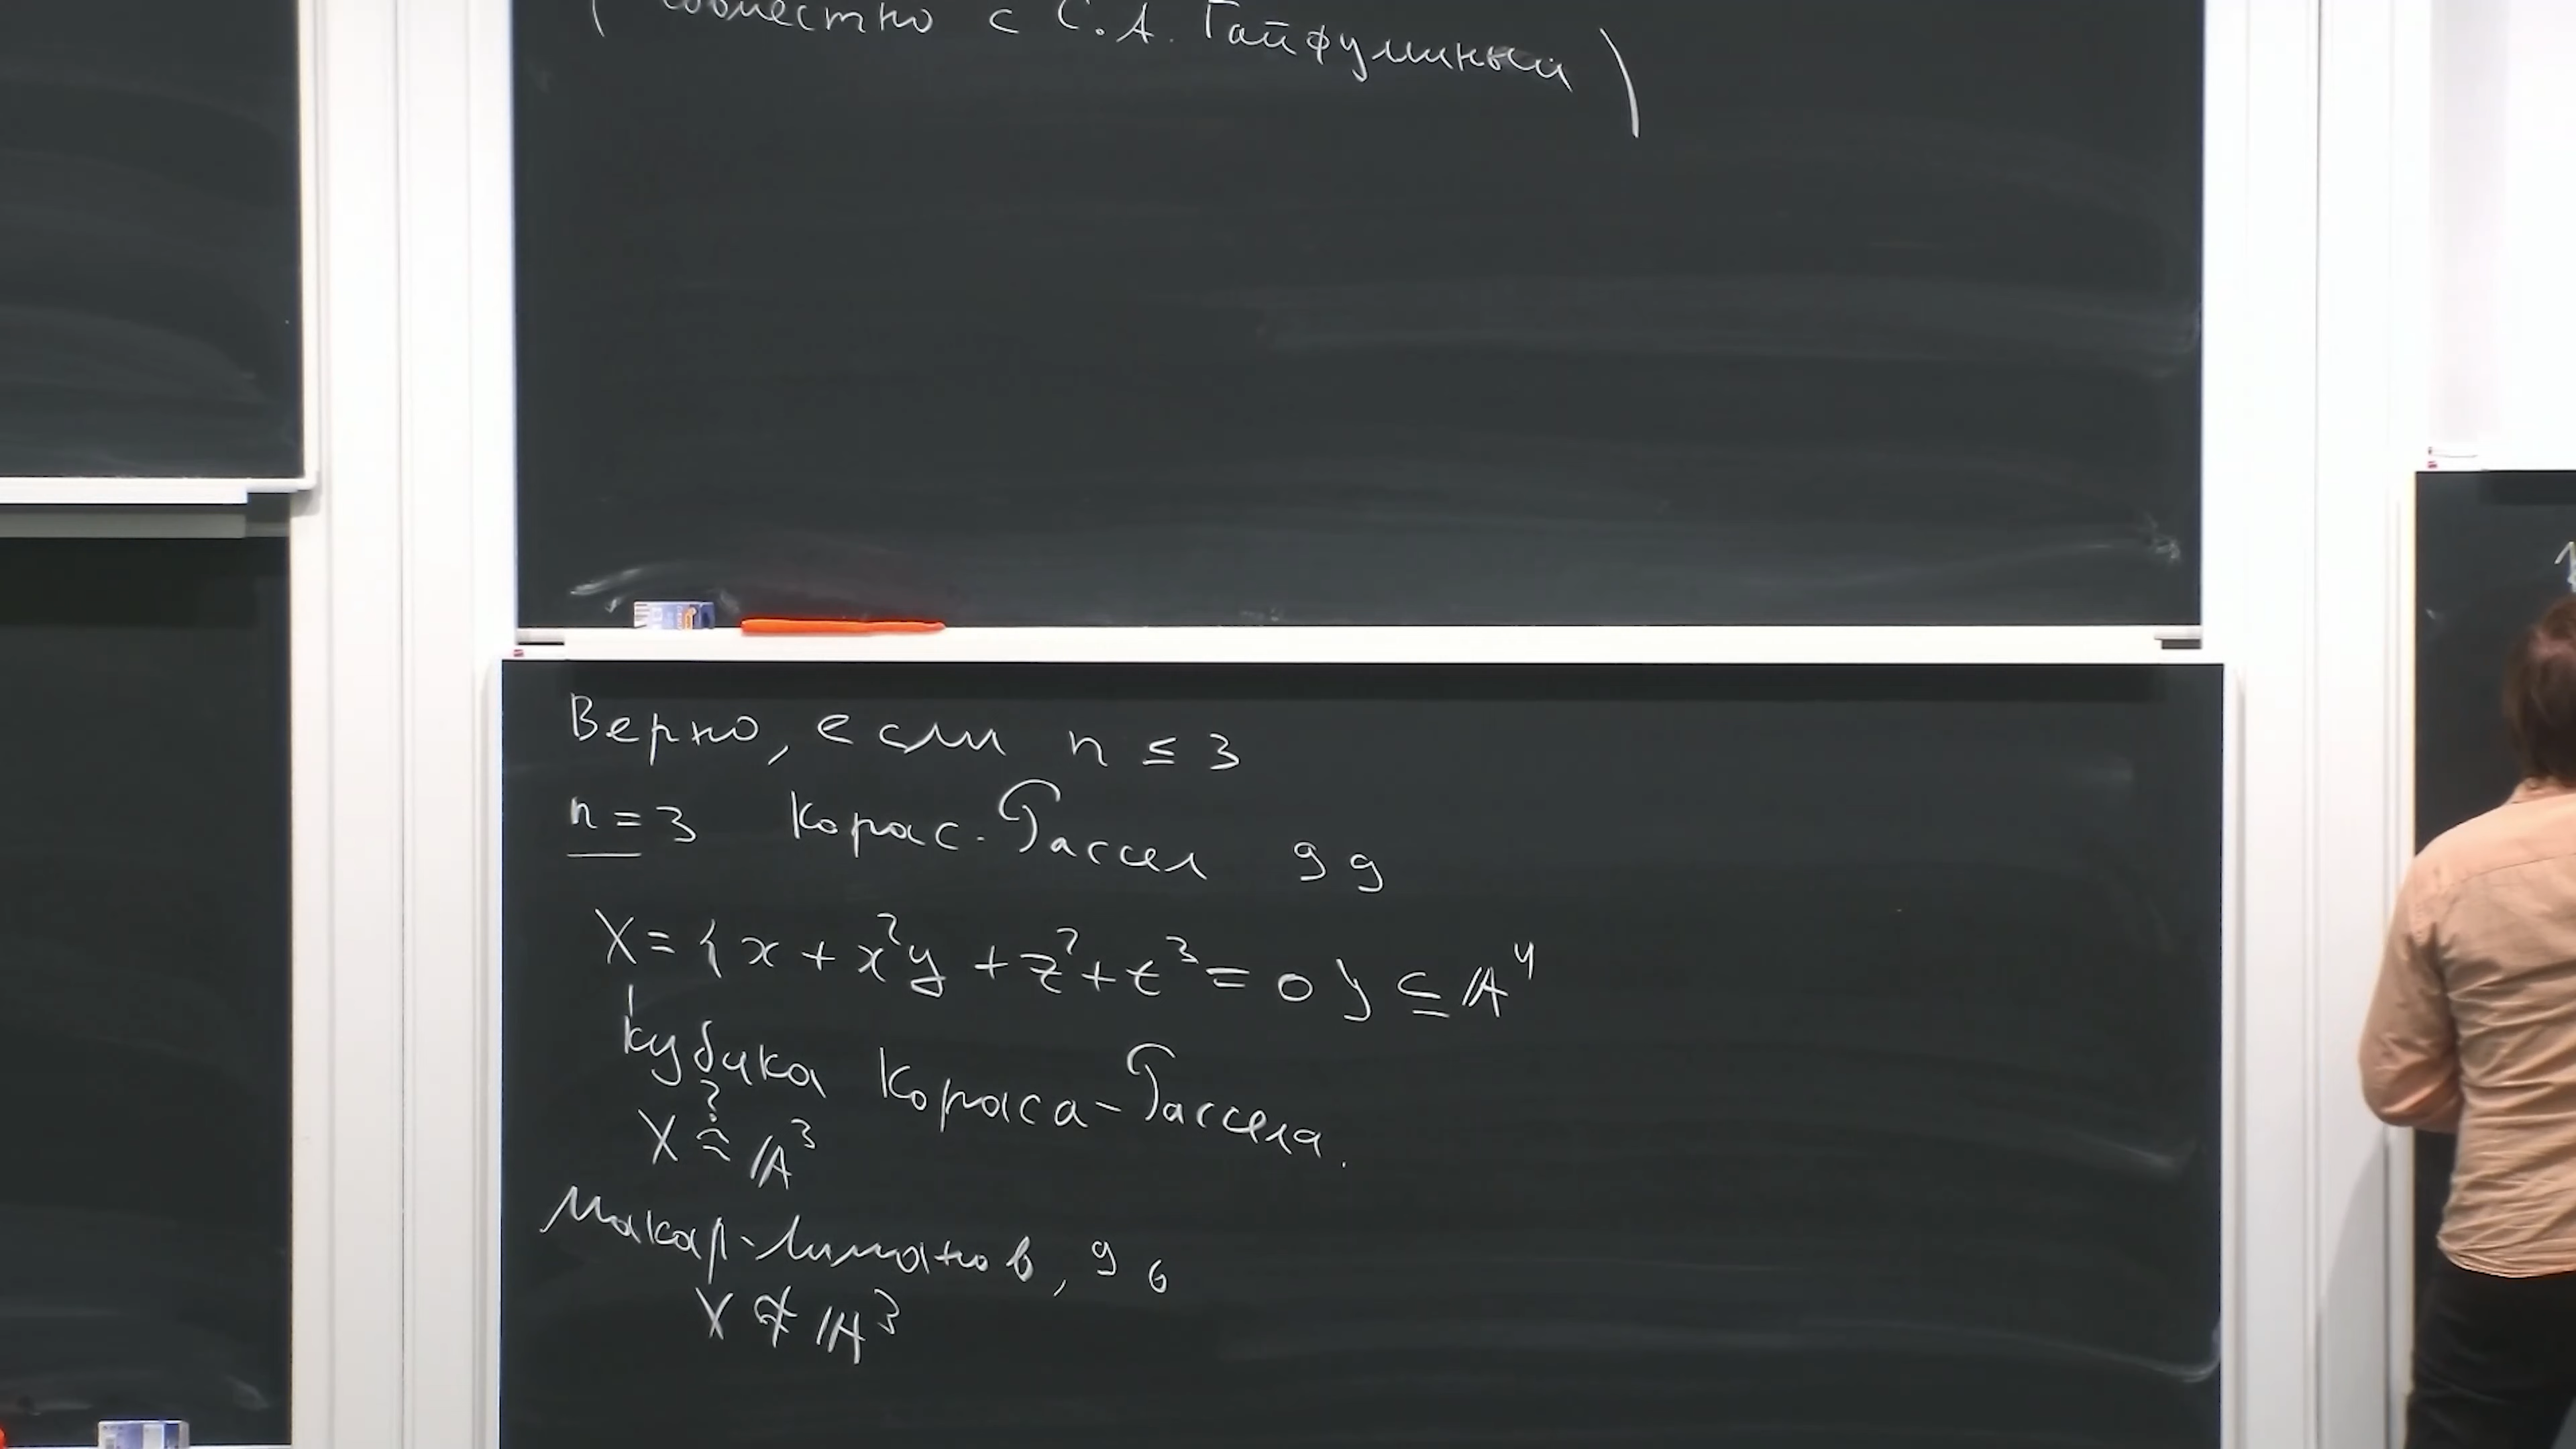 (совместно с С.А. Гайфуллиным)
Верно, если n ≤ 3
n = 3 Корас-Рассел 99
X = {x + x²y + z² + t³ = 0} ⊆ 𝔸⁴
кубика Кораса-Рассела.
X ≅? 𝔸³
Макар-Лиманов, 96
X ≇ 𝔸³